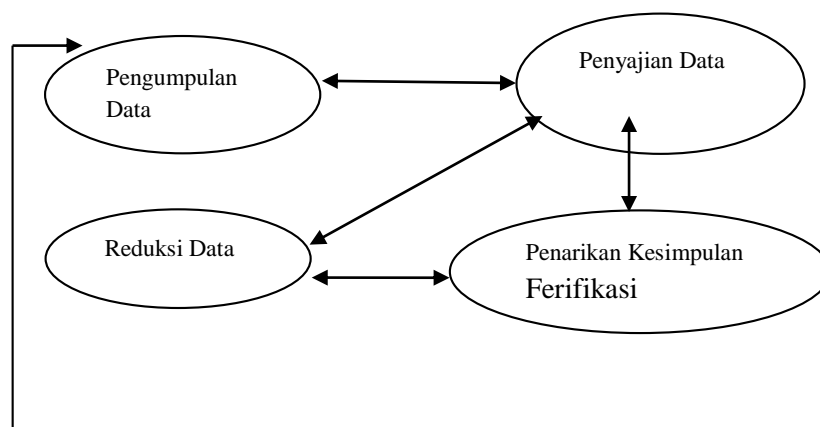 Pengumpulan
Data
Penyajian Data
Reduksi Data
Penarikan Kesimpulan
Ferifikasi